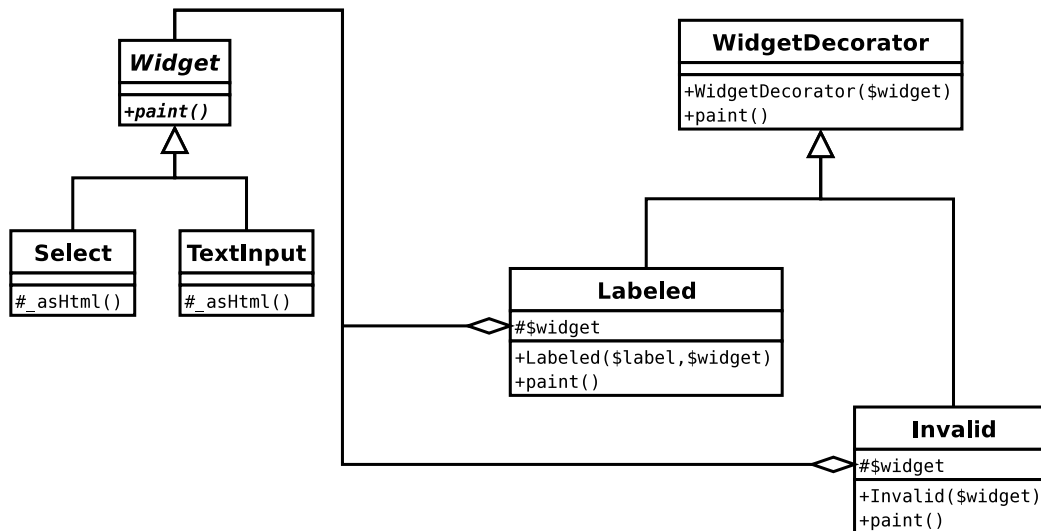 Widget
+paint()
WidgetDecorator
+WidgetDecorator($widget)
+paint()
Select
#_asHtml()
TextInput
#_asHtml()
Labeled
#$widget
+Labeled($label,$widget)
+paint()
Invalid
#$widget
+Invalid($widget)
+paint()